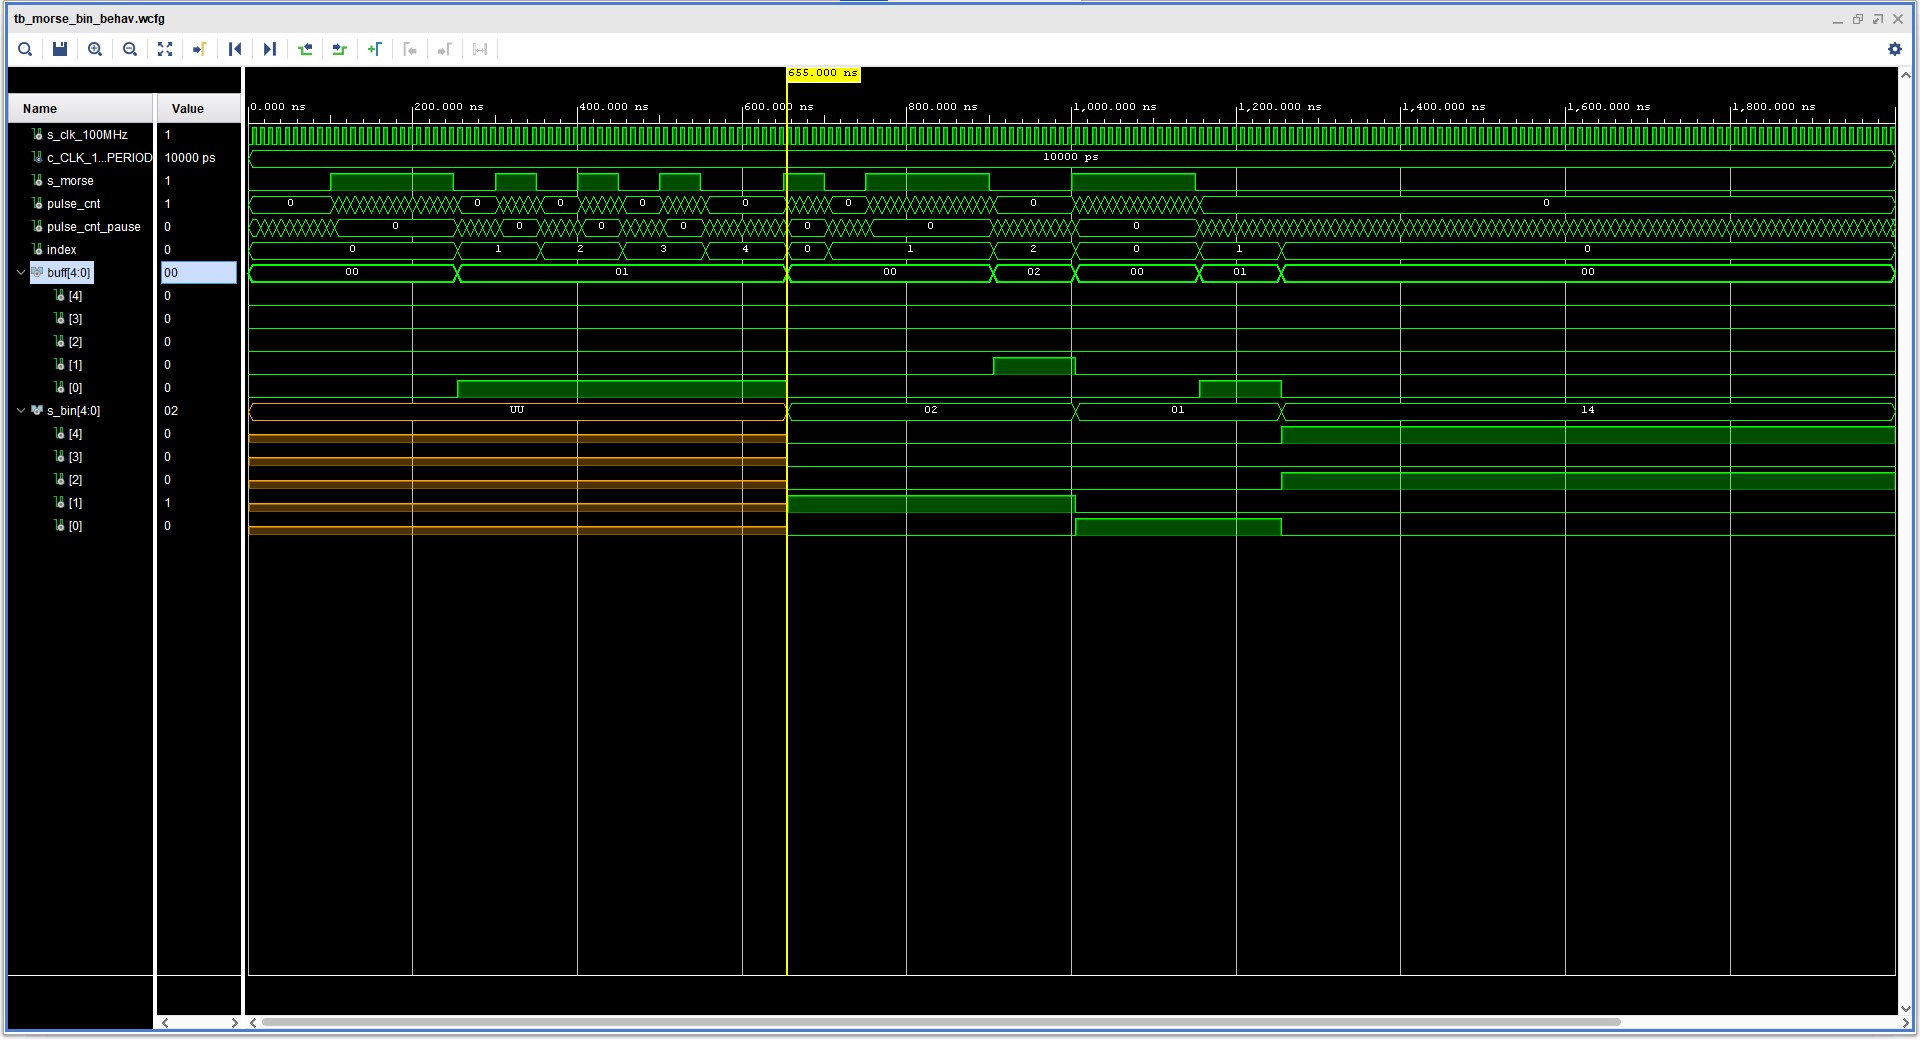 tb_morse_bin_behav.wcfg
655.000 ns
Name Value
0.000 ns 200.000 ns 400.000 ns 600.000 ns 800.000 ns 1,000.000 ns 1,200.000 ns 1,400.000 ns 1,600.000 ns 1,800.000 ns
s_clk_100MHz 1
c_CLK_1...PERIOD 10000 ps 10000 ps
s_morse 1
pulse_cnt 1 0 0 0 0 0 0 0 0
pulse_cnt_pause 0 0 0 0 0 0 0 0
index 0 0 1 2 3 4 0 1 2 0 1 0
buff[4:0] 00 00 01 00 02 00 01 00
[4] 0
[3] 0
[2] 0
[1] 0
[0] 0
s_bin[4:0] 02 UU 02 01 14
[4] 0
[3] 0
[2] 0
[1] 1
[0] 0